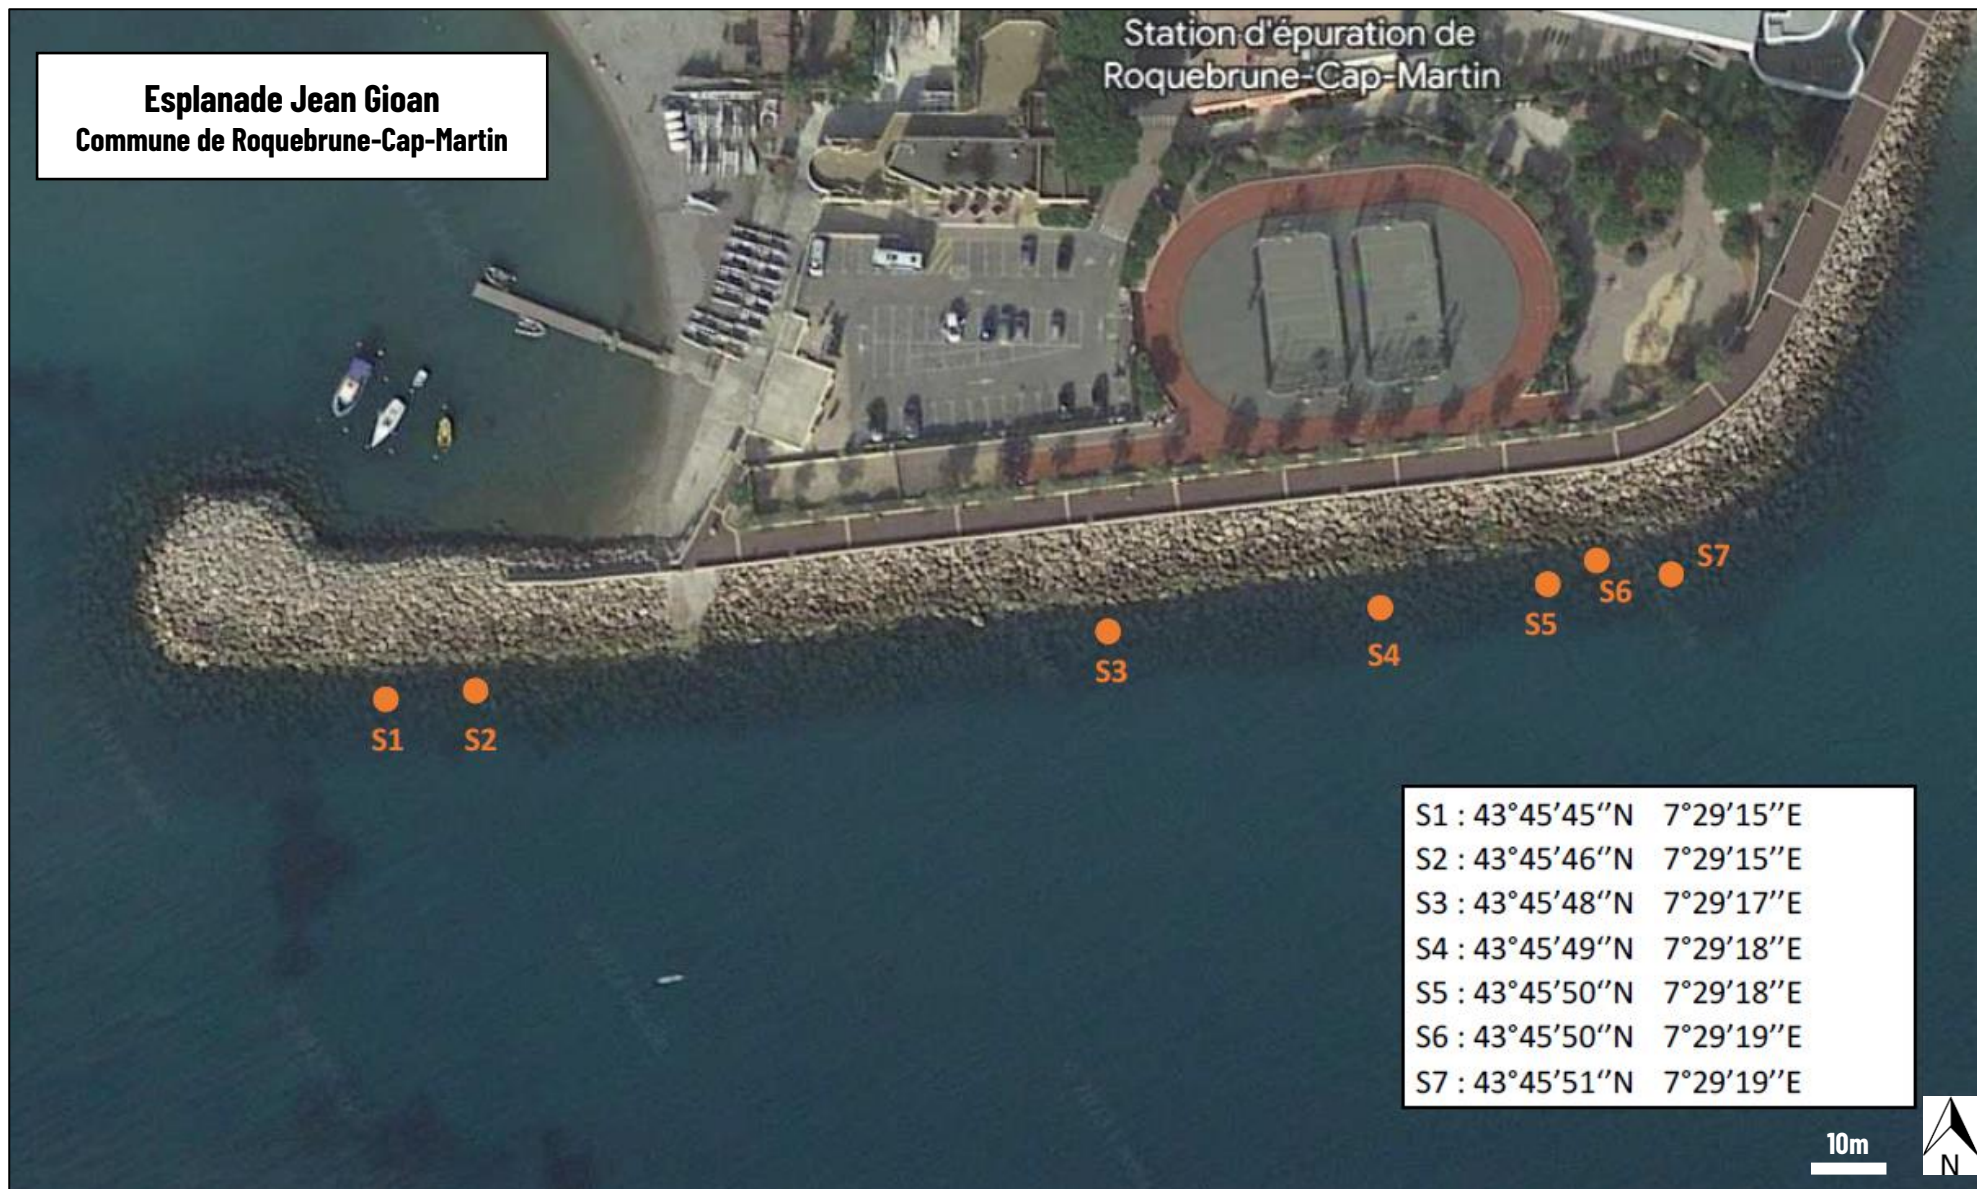 Station d'épuration de
Roquebrune-Cap-Martin
Esplanade Jean Gioan
Commune de Roquebrune-Cap-Martin
S7
S6
S5
S4
S3
S1
S2
S1 : 43°45’45‘’N 7°29’15’’E
S2 : 43°45’46‘’N 7°29’15’’E
S3 : 43°45’48‘’N 7°29’17’’E
S4 : 43°45’49‘’N 7°29’18’’E
S5 : 43°45’50‘’N 7°29’18’’E
S6 : 43°45’50‘’N 7°29’19’’E
S7 : 43°45’51‘’N 7°29’19’’E
10m
N